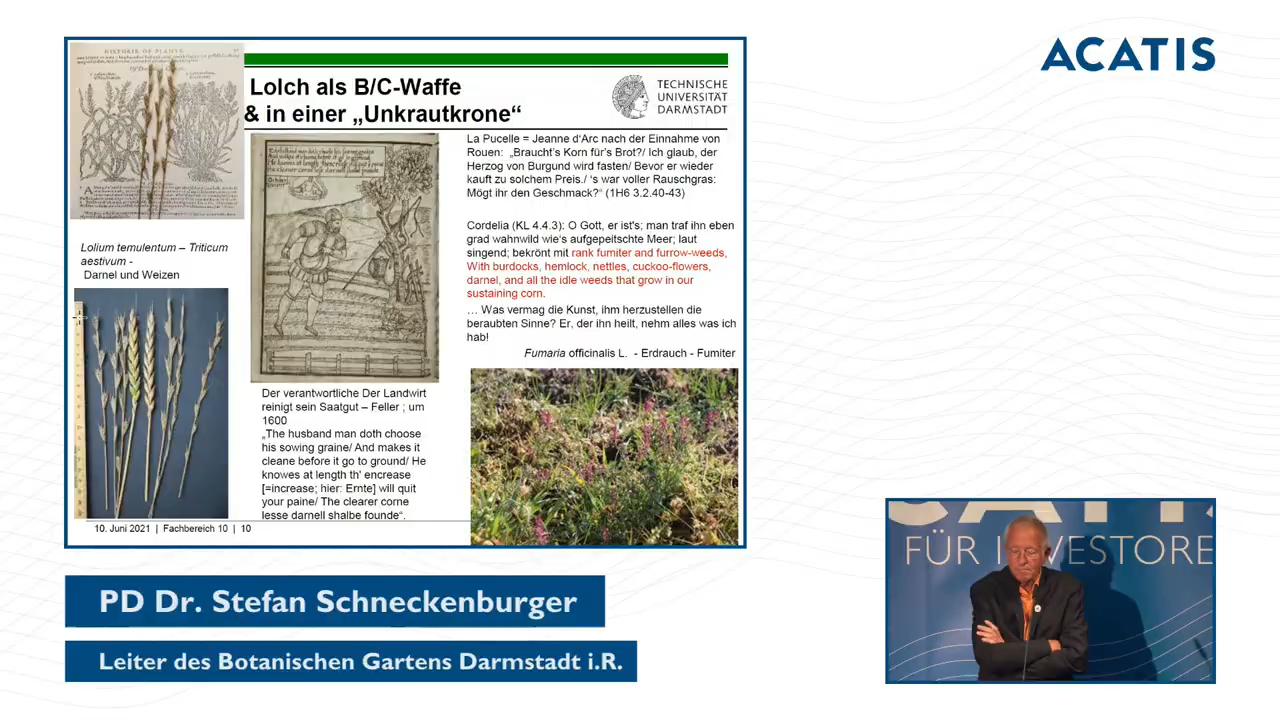 ACATIS
HISTORIE OF PLANTS
Lolch als B/C-Waffe
& in einer „Unkrautkrone“
TECHNISCHE
UNIVERSITÄT
DARMSTADT
La Pucelle = Jeanne d'Arc nach der Einnahme von
Rouen: „Braucht's Korn für's Brot?/ Ich glaub, der
Herzog von Burgund wird fasten/ Bevor er wieder
kauft zu solchem Preis./ 's war voller Rauschgras:
Mögt ihr den Geschmack?“ (1H6 3.2.40-43)
Cordelia (KL 4.4.3): O Gott, er ist's; man traf ihn eben
grad wahnwild wie's aufgepeitschte Meer; laut
singend; bekrönt mit rank fumiter and furrow-weeds,
With burdocks, hemlock, nettles, cuckoo-flowers,
darnel, and all the idle weeds that grow in our
sustaining corn.
… Was vermag die Kunst, ihm herzustellen die
beraubten Sinne? Er, der ihn heilt, nehm alles was ich
hab!
Fumaria officinalis L. - Erdrauch - Fumiter
Lolium temulentum – Triticum
aestivum -
Darnel und Weizen
Der verantwortliche Der Landwirt
reinigt sein Saatgut – Feller ; um
1600
„The husband man doth choose
his sowing graine/ And makes it
cleane before it go to ground/ He
knowes at length th' encrease
[=increase; hier: Ernte] will quit
your paine/ The clearer corne
lesse darnell shalbe founde“.
10. Juni 2021 | Fachbereich 10 | 10
FÜR INVESTORE
PD Dr. Stefan Schneckenburger
Leiter des Botanischen Gartens Darmstadt i.R.